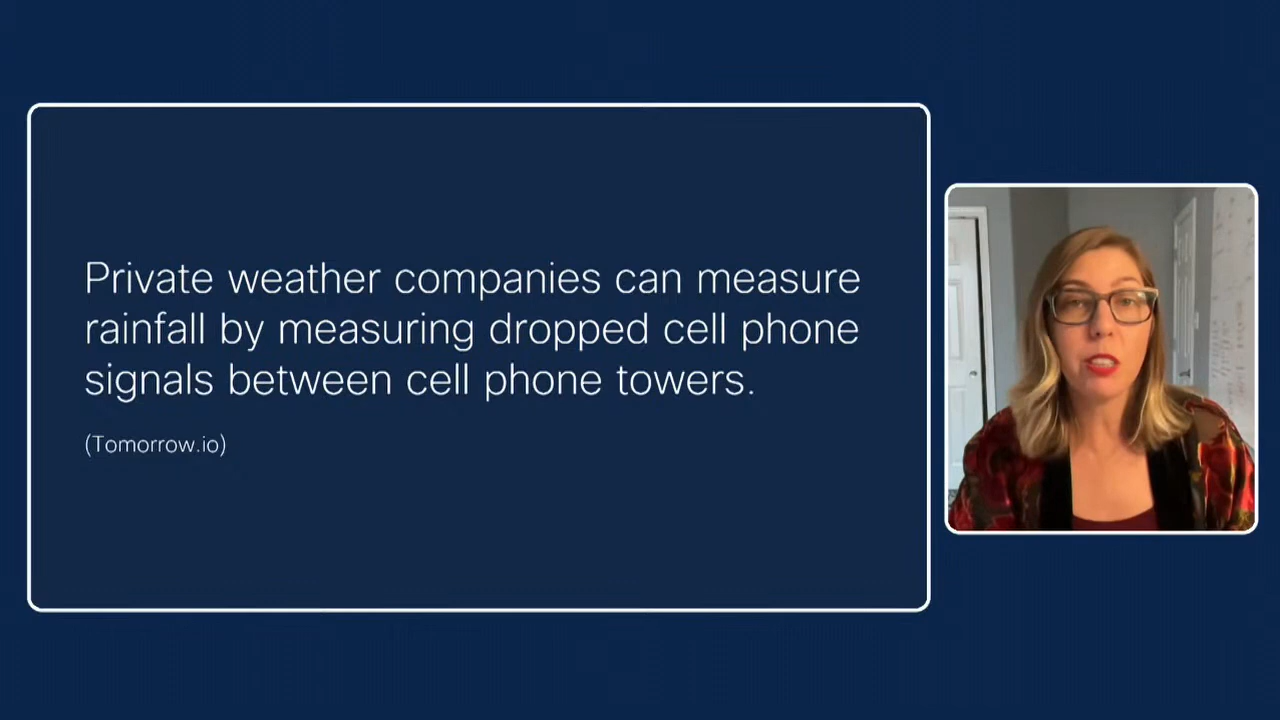 Private weather companies can measure
rainfall by measuring dropped cell phone
signals between cell phone towers.
(Tomorrow.io)